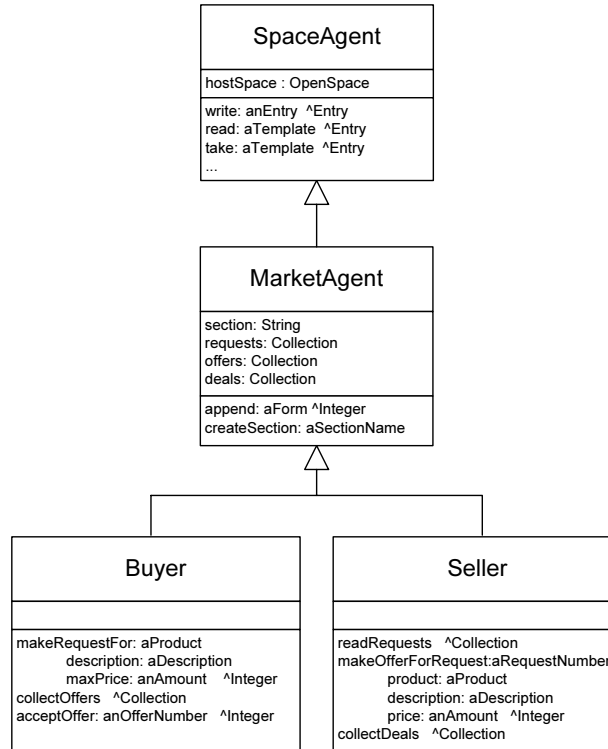 SpaceAgent
hostSpace : OpenSpace
write: anEntry ^Entry
read: aTemplate ^Entry
take: aTemplate ^Entry
...
MarketAgent
section: String
requests: Collection
offers: Collection
deals: Collection
append: aForm ^Integer
createSection: aSectionName
Buyer
makeRequestFor: aProduct
description: aDescription
maxPrice: anAmount ^Integer
collectOffers ^Collection
acceptOffer: anOfferNumber ^Integer
Seller
readRequests ^Collection
makeOfferForRequest:aRequestNumber
product: aProduct
description: aDescription
price: anAmount ^Integer
collectDeals ^Collection